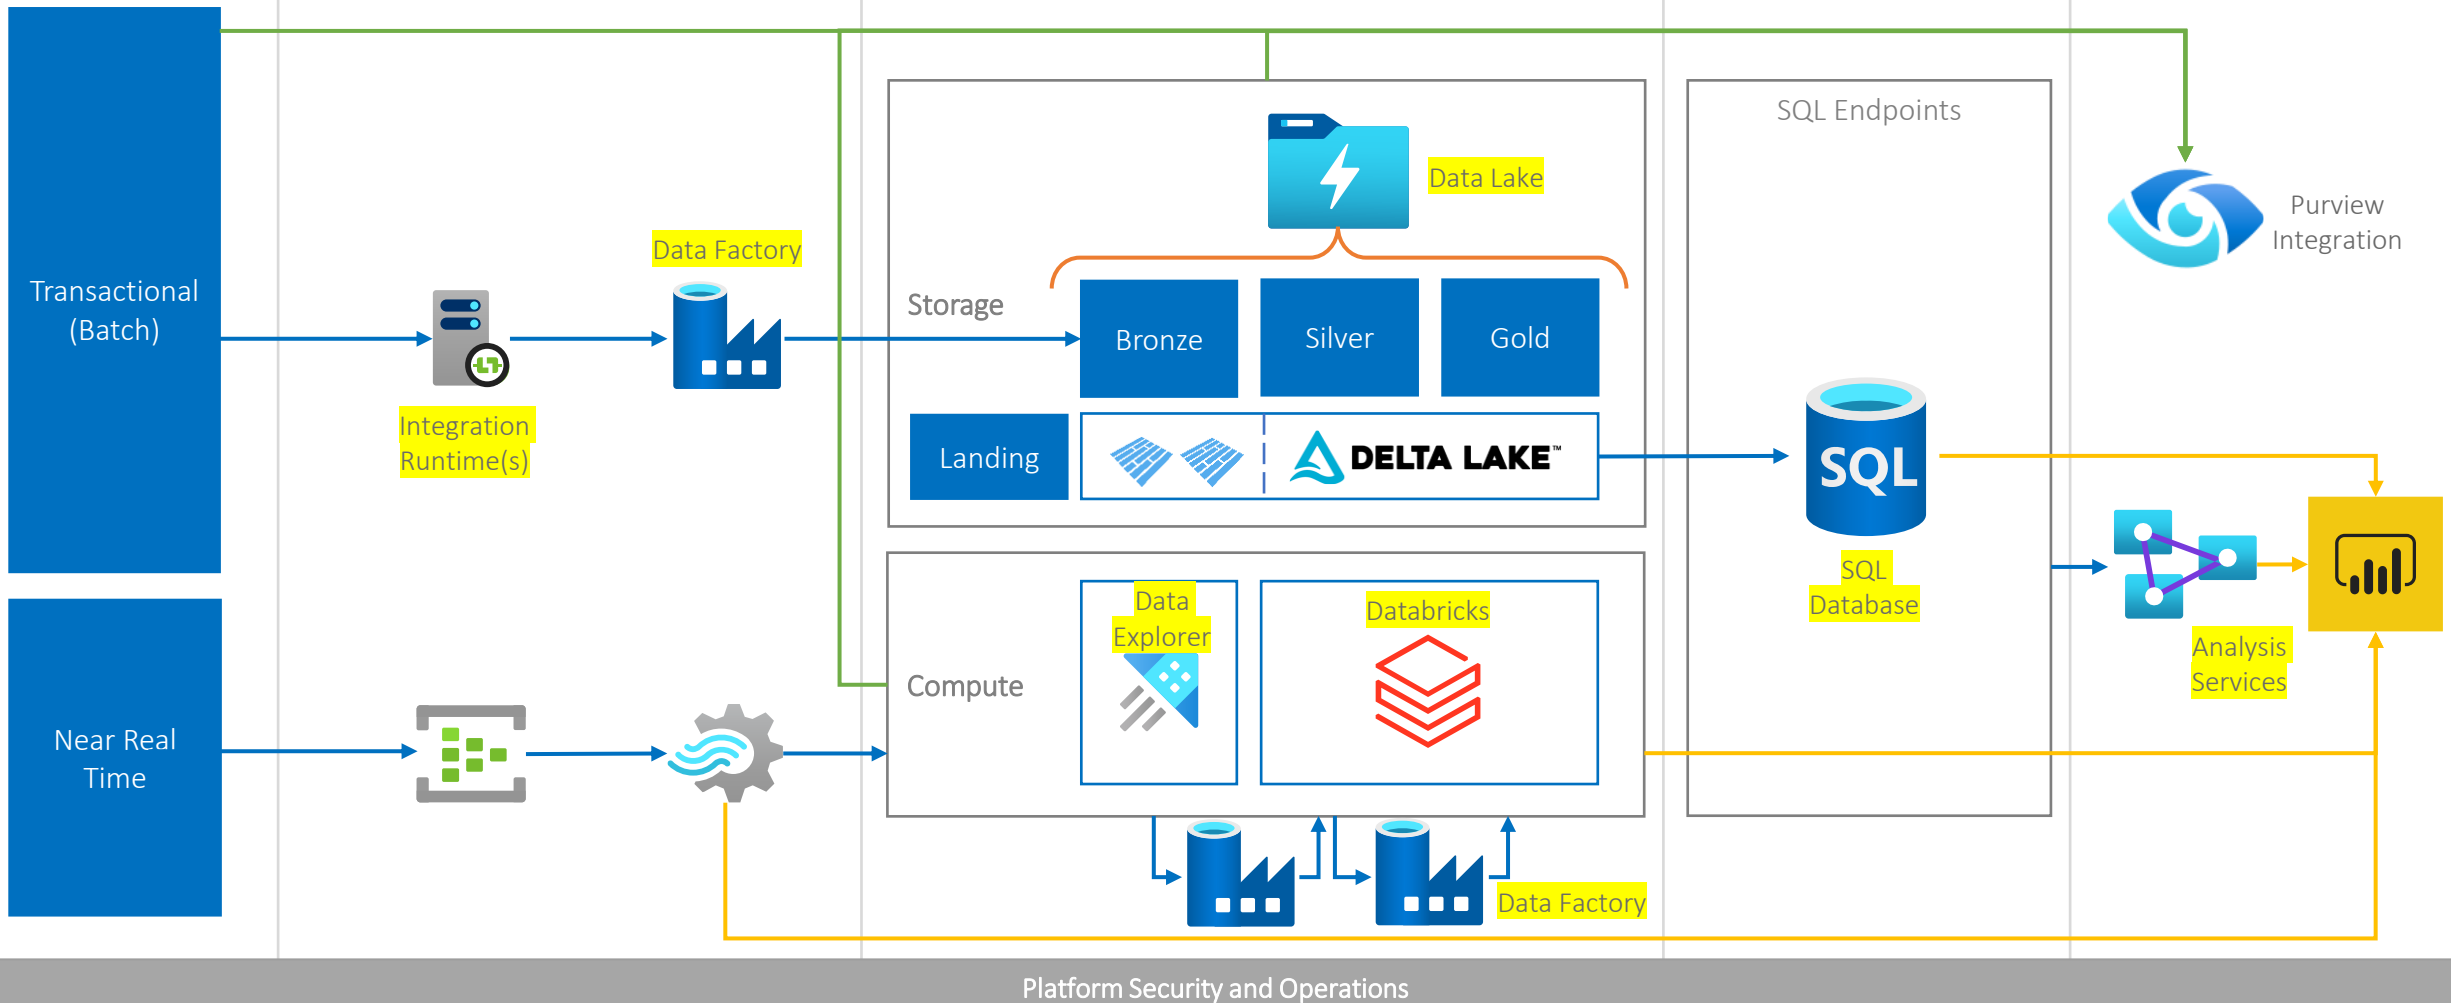 Transactional
(Batch)
Near Real
Time
Integration
Runtime(s)
Data Factory
Storage
Data Lake
Bronze
Silver
Gold
Landing
DELTA LAKE™
Compute
Data
Explorer
Databricks
Data Factory
SQL Endpoints
SQL
SQL
Database
Purview
Integration
Analysis
Services
Platform Security and Operations